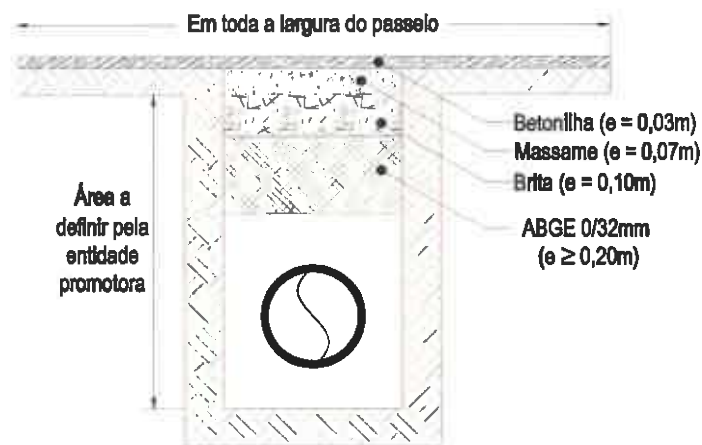 Em toda a largura do passeio
Betonilha (e = 0,03m)
Massame (e = 0,07m)
Brita (e = 0,10m)
ABGE 0/32mm
(e ≥ 0,20m)
Área a
definir pela
entidade
promotora